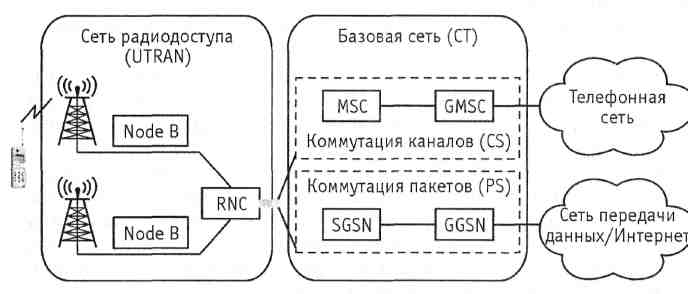 Сеть радиодоступа
(UTRAN)
Node B
Node B
RNC
Базовая сеть (СТ)
MSC
GMSC
Коммутация каналов (CS)
Коммутация пакетов (PS)
SGSN
GGSN
Телефонная
сеть
Сеть передачи
данных/Интернет